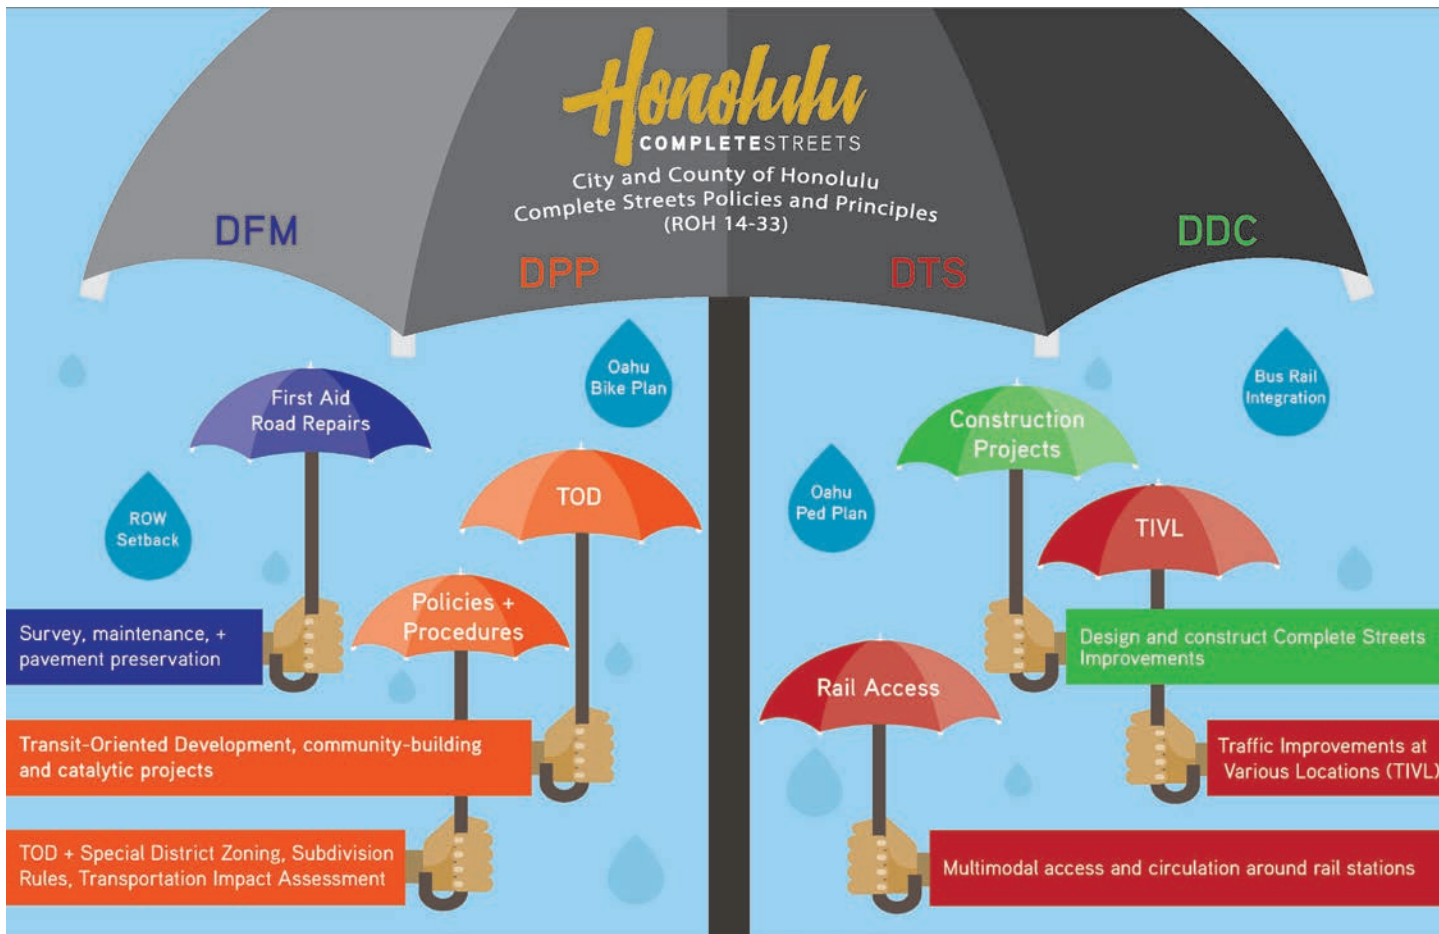 Honolulu
COMPLETESTREETS
City and County of Honolulu
Complete Streets Policies and Principles
(ROH 14-33)
DFM
DPP
DTS
DDC
First Aid
Road Repairs
Oahu
Bike Plan
Construction
Projects
Bus Rail
Integration
ROW
Setback
TOD
Oahu
Ped Plan
TIVL
Policies +
Procedures
Rail Access
Survey, maintenance, +
pavement preservation
Design and construct Complete Streets
Improvements
Transit-Oriented Development, community-building
and catalytic projects
Traffic Improvements at
Various Locations (TIVL)
TOD + Special District Zoning, Subdivision
Rules, Transportation Impact Assessment
Multimodal access and circulation around rail stations